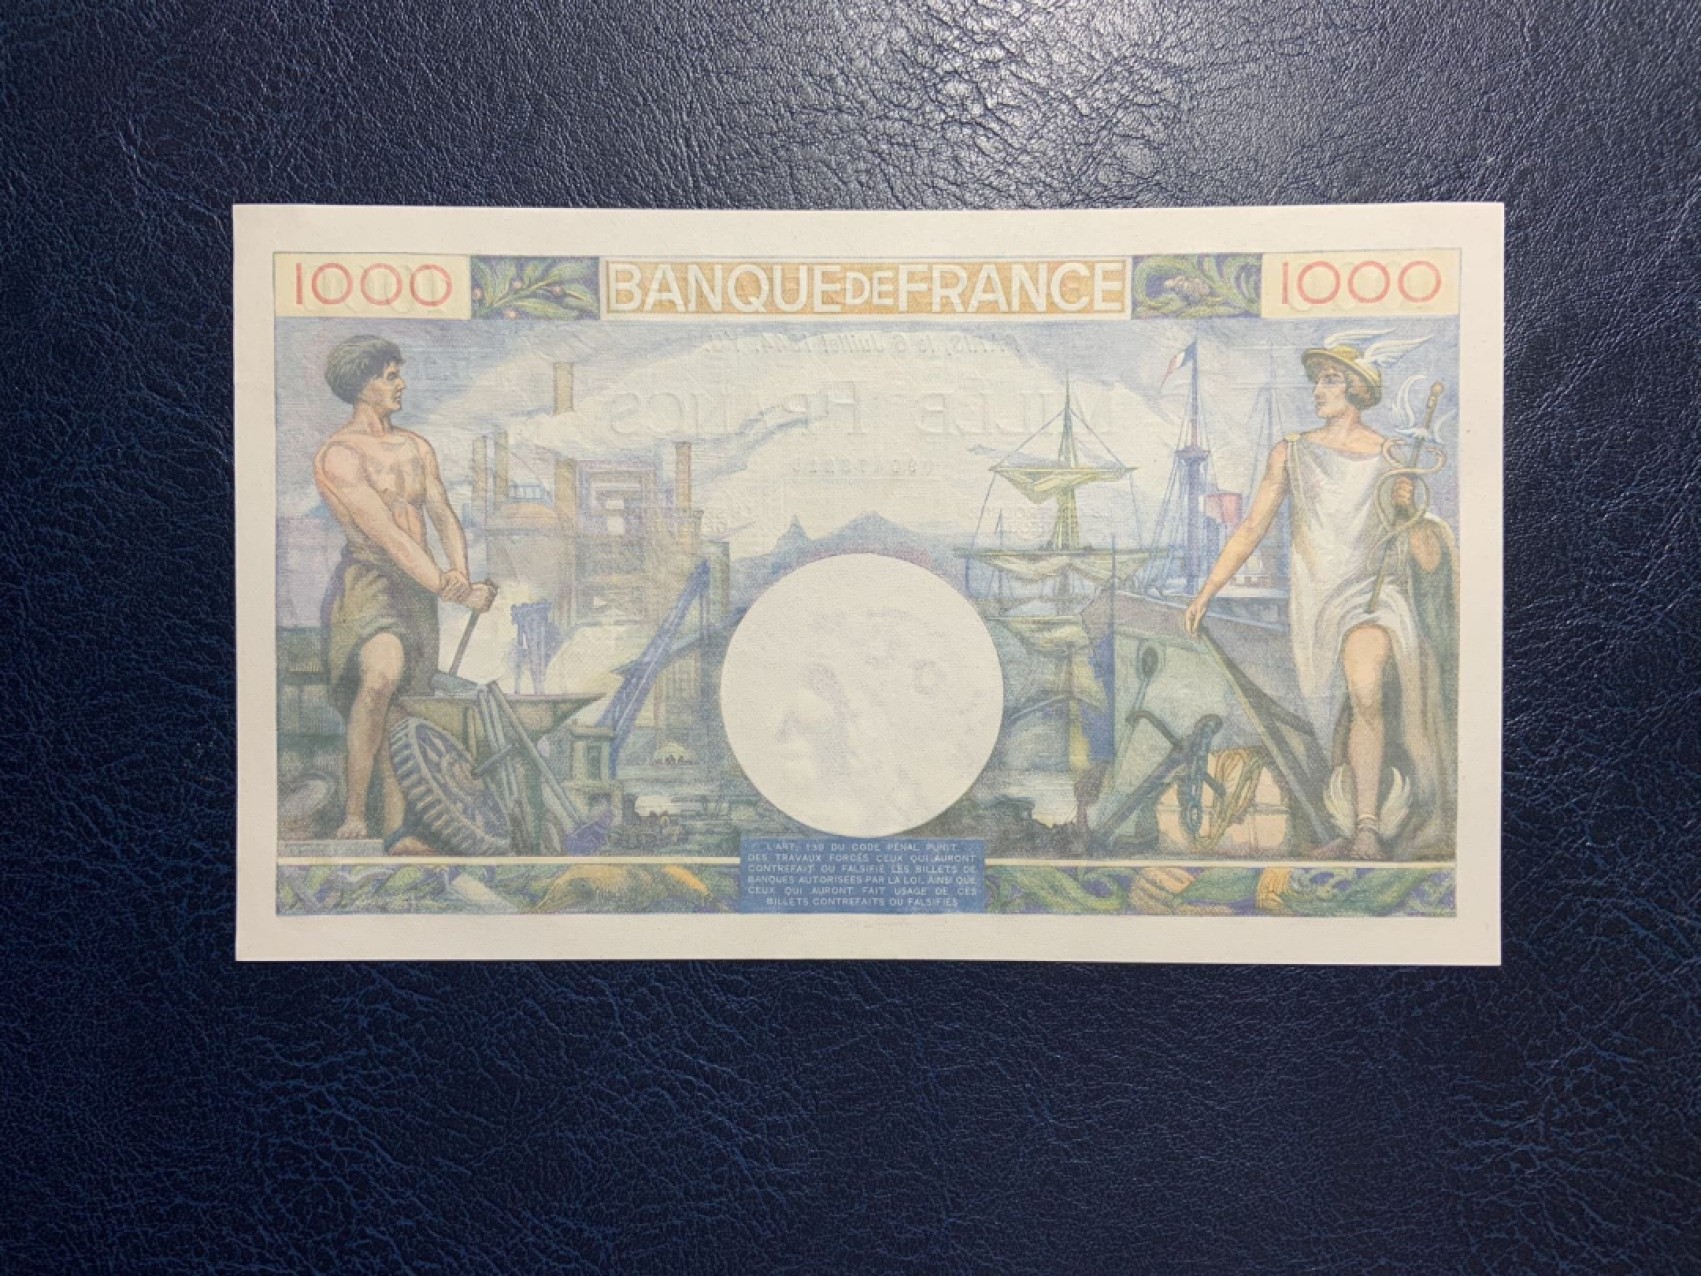 1000 BANQUE DE FRANCE 1000
L'ART. 139 DU CODE PÉNAL PUNIT
DES TRAVAUX FORCÉS CEUX QUI AURONT
CONTREFAIT OU FALSIFIÉ LES BILLETS DE
BANQUES AUTORISÉES PAR LA LOI, AINSI QUE
CEUX QUI AURONT FAIT USAGE DE CES
BILLETS CONTREFAITS OU FALSIFIÉS